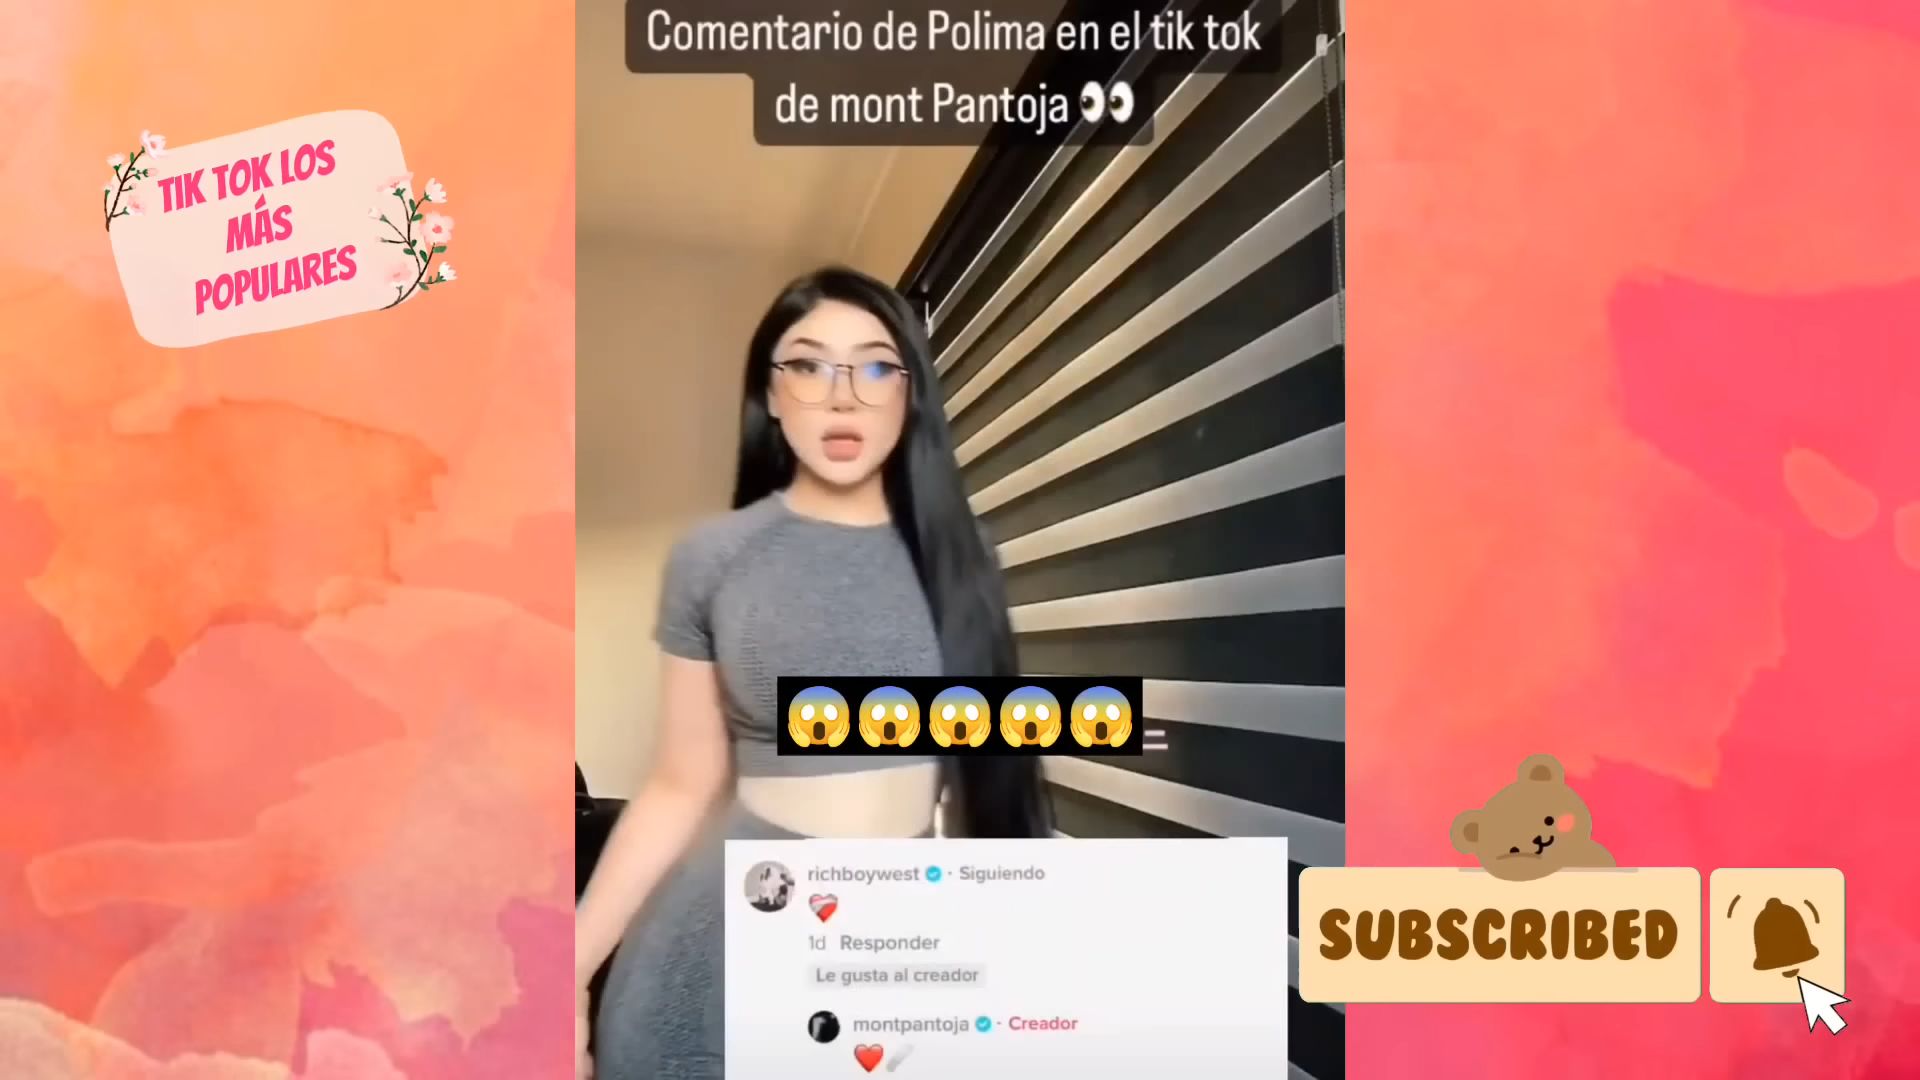 Comentario de Polima en el tik tok
de mont Pantoja 👀
TIK TOK LOS
MÁS
POPULARES
😱😱😱😱😱
richboywest · Siguiendo
❤️‍🩹
1d Responder
Le gusta al creador
montpantoja · Creador
❤️🩹
SUBSCRIBED